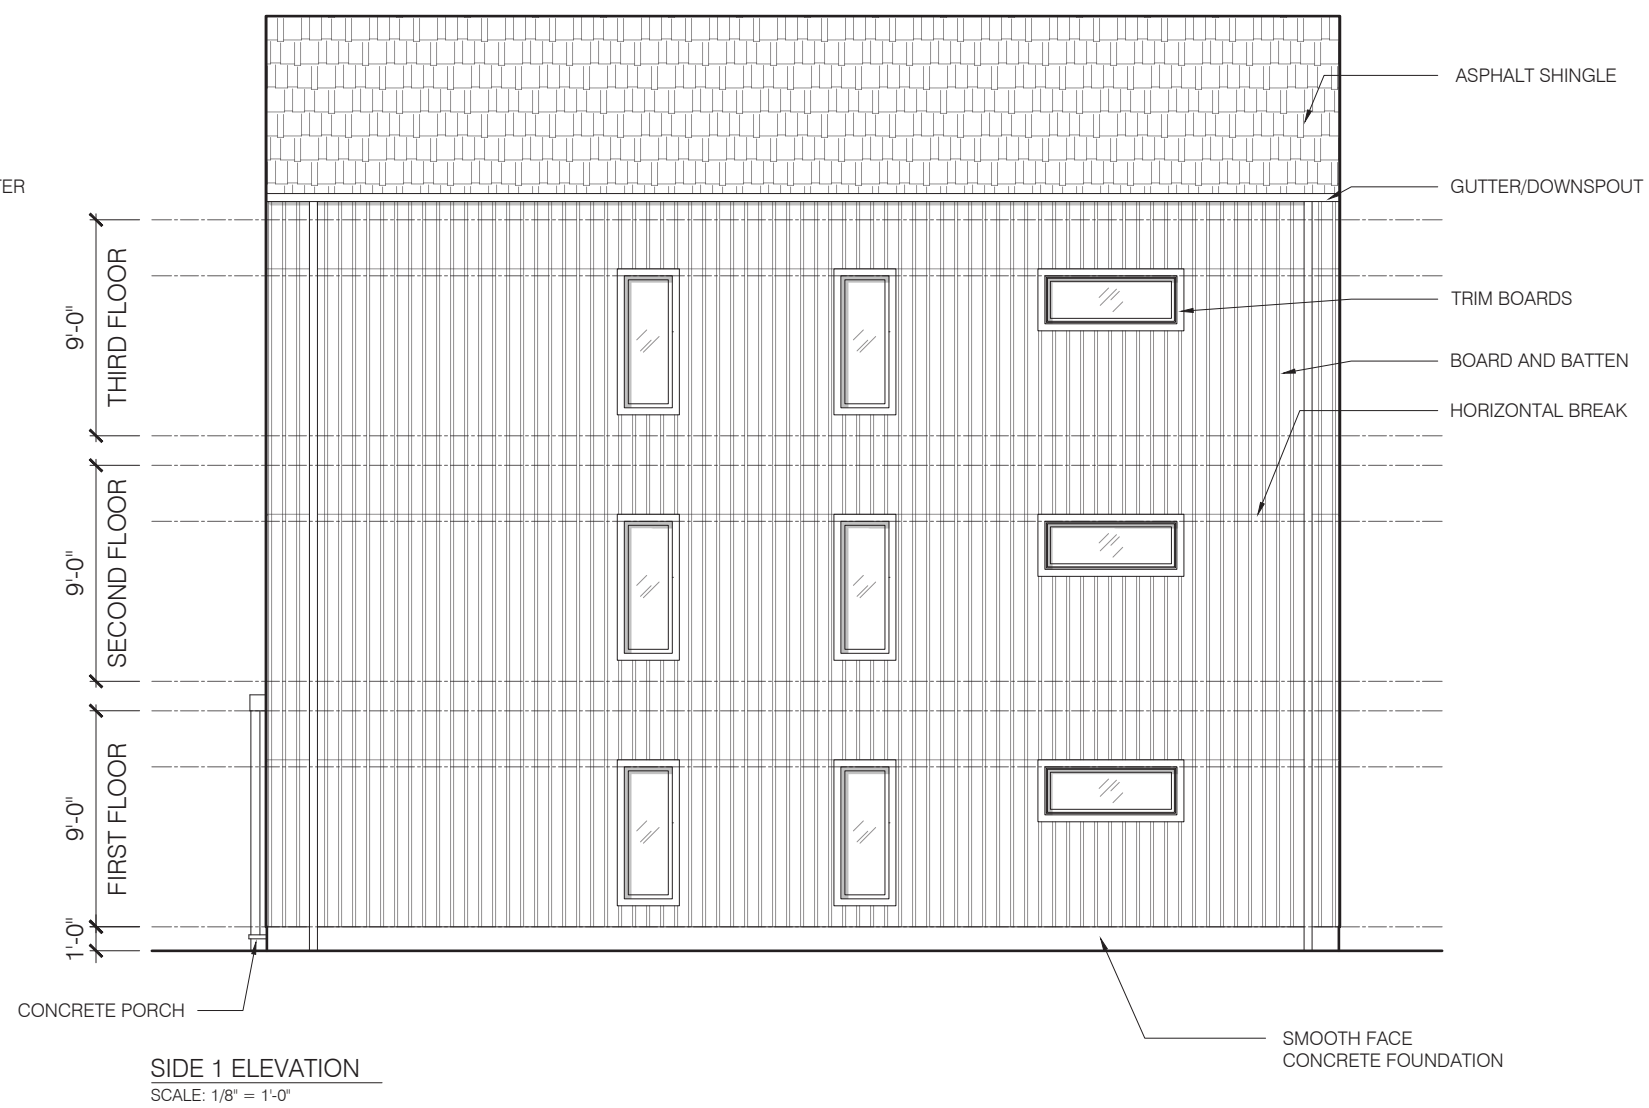 ASPHALT SHINGLE
TER
GUTTER/DOWNSPOUT
THIRD FLOOR
9'-0"
TRIM BOARDS
BOARD AND BATTEN
HORIZONTAL BREAK
SECOND FLOOR
9'-0"
FIRST FLOOR
9'-0"
1'-0"
CONCRETE PORCH
SMOOTH FACE
CONCRETE FOUNDATION
SIDE 1 ELEVATION
SCALE: 1/8" = 1'-0"